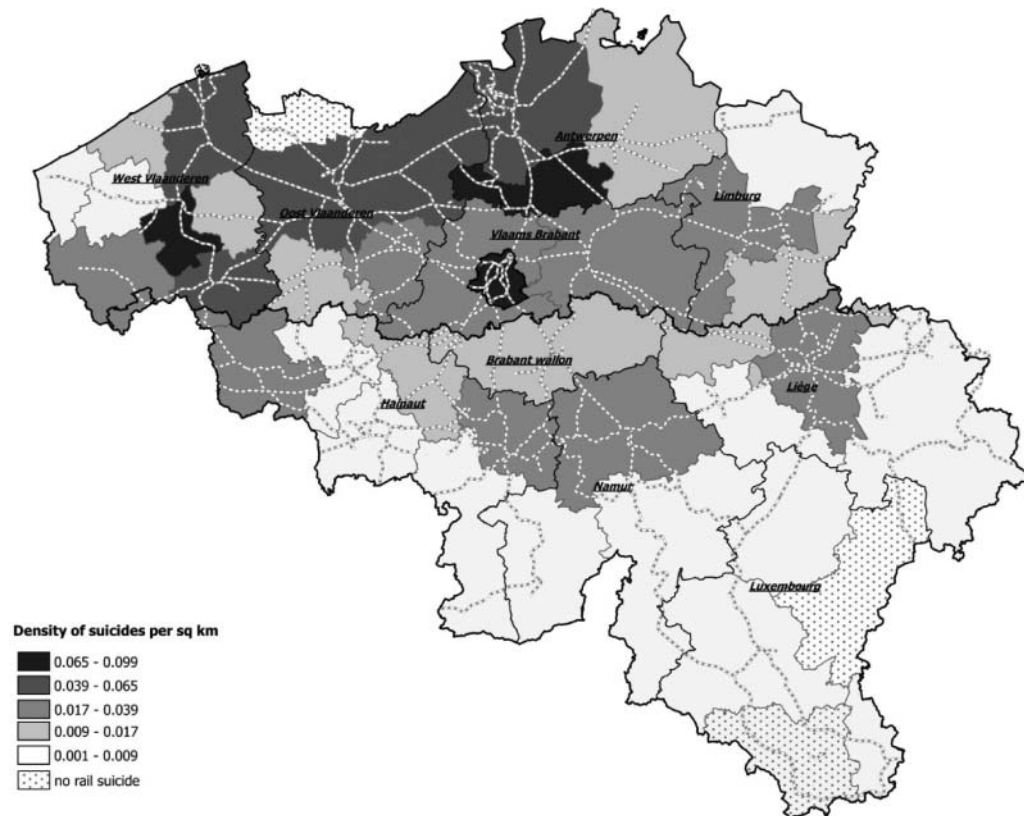 Antwerpen
West Vlaanderen
Limburg
Oost Vlaanderen
Vlaams Brabant
Brabant wallon
Liège
Hainaut
Namur
Luxembourg
Density of suicides per sq km
0.065 - 0.099
0.039 - 0.065
0.017 - 0.039
0.009 - 0.017
0.001 - 0.009
no rail suicide